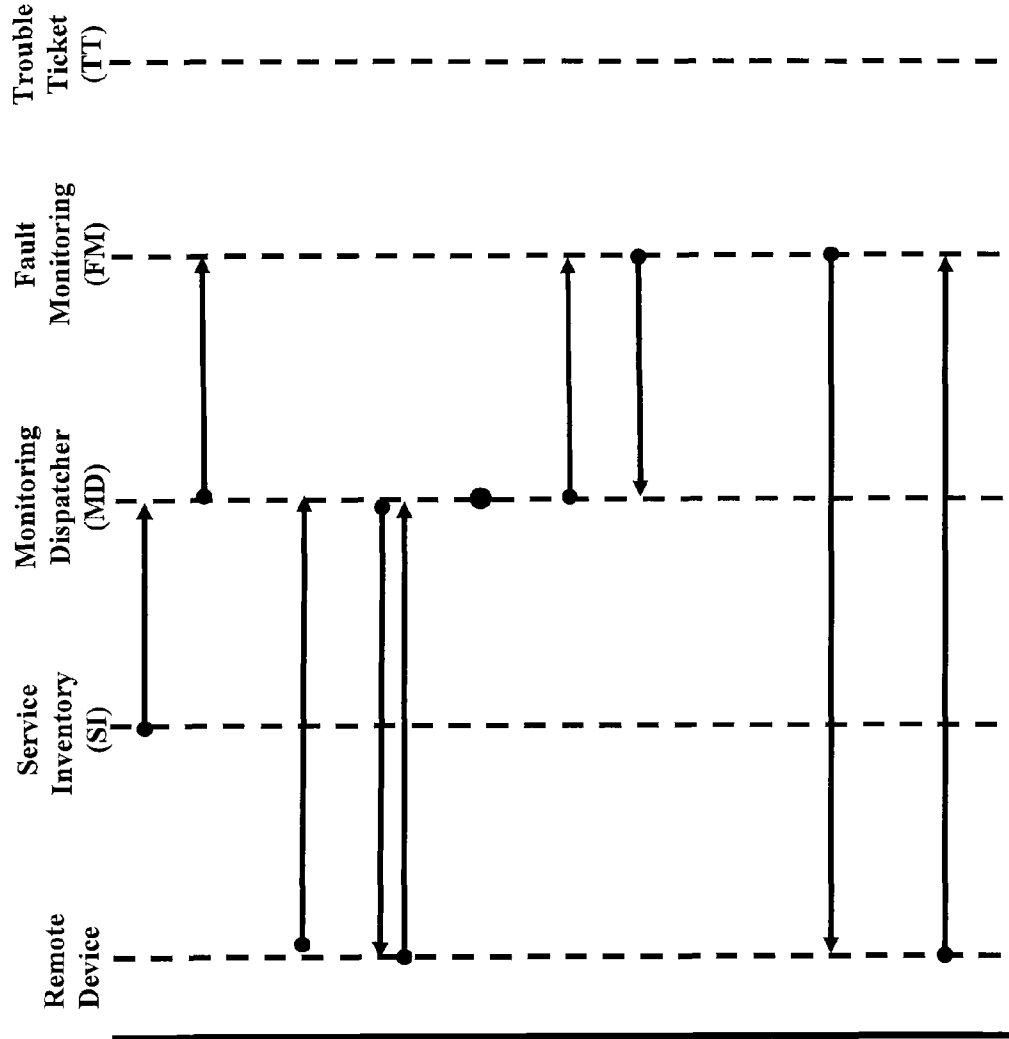 Trouble
Ticket
(TT)
Fault
Monitoring
(FM)
Monitoring
Dispatcher
(MD)
Service
Inventory
(SI)
Remote
Device